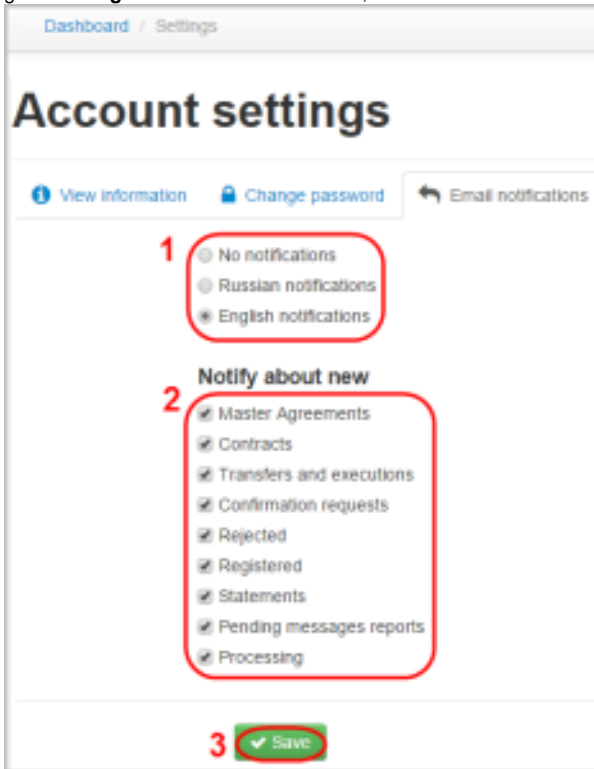 Dashboard / Settings
Account settings
View information Change password Email notifications
1 No notifications
Russian notifications
English notifications
Notify about new
2 Master Agreements
Contracts
Transfers and executions
Confirmation requests
Rejected
Registered
Statements
Pending messages reports
Processing
3 Save